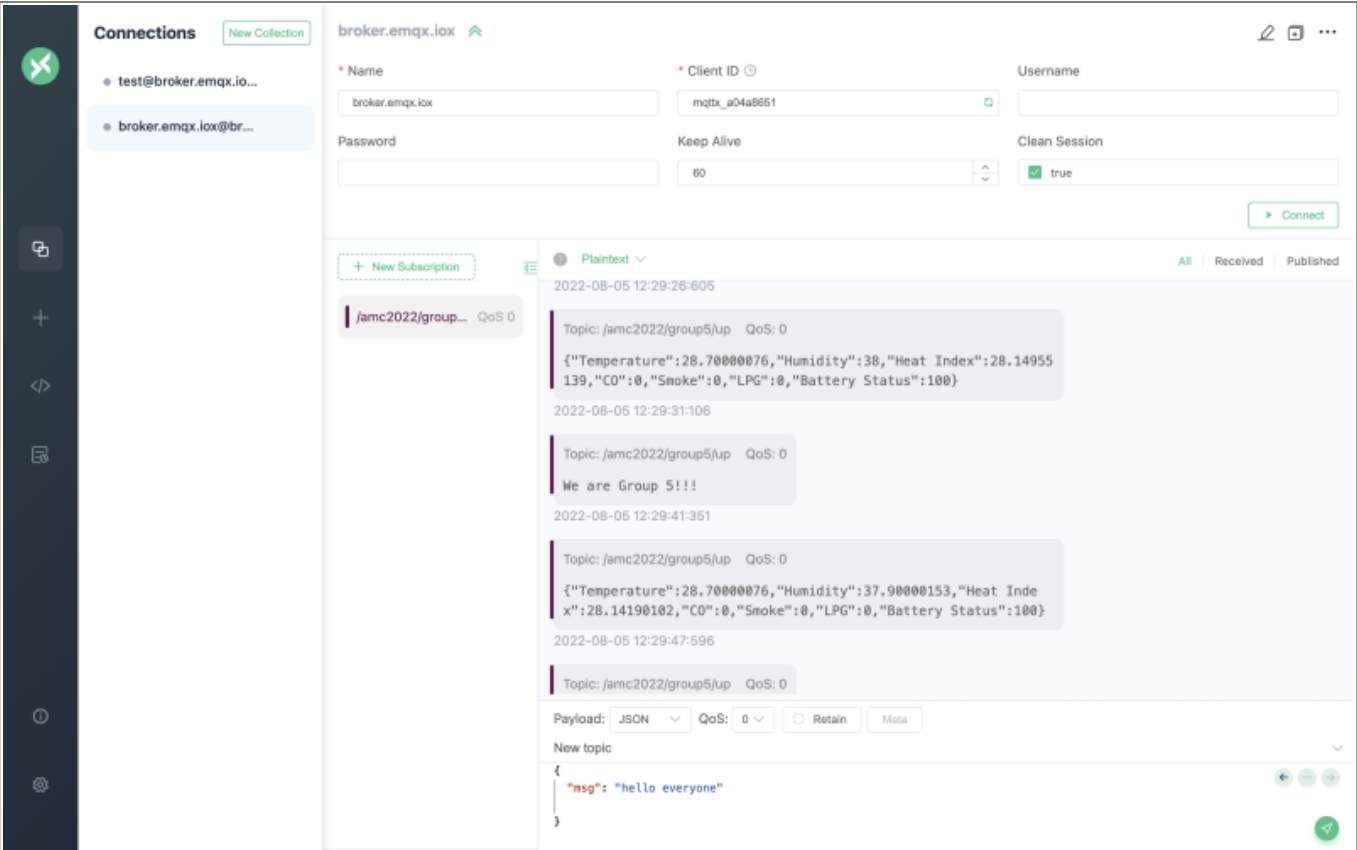 Connections
New Collection
test@broker.emqx.io...
broker.emqx.iox@br...
broker.emqx.iox
* Name
* Client ID
Username
broker.emqx.iox
mqttx_a04a8651
Password
Keep Alive
Clean Session
60
true
Connect
+ New Subscription
/amc2022/group... QoS 0
Plaintext
All
Received
Published
2022-08-05 12:29:26:605
Topic: /amc2022/group5/up QoS: 0
{"Temperature":28.70000076,"Humidity":38,"Heat Index":28.14955
139,"CO":0,"Smoke":0,"LPG":0,"Battery Status":100}
2022-08-05 12:29:31:106
Topic: /amc2022/group5/up QoS: 0
We are Group 5!!!
2022-08-05 12:29:41:351
Topic: /amc2022/group5/up QoS: 0
{"Temperature":28.70000076,"Humidity":37.90000153,"Heat Inde
x":28.14190102,"CO":0,"Smoke":0,"LPG":0,"Battery Status":100}
2022-08-05 12:29:47:596
Topic: /amc2022/group5/up QoS: 0
Payload: JSON QoS: 0 Retain Meta
New topic
{
"msg": "hello everyone"
}